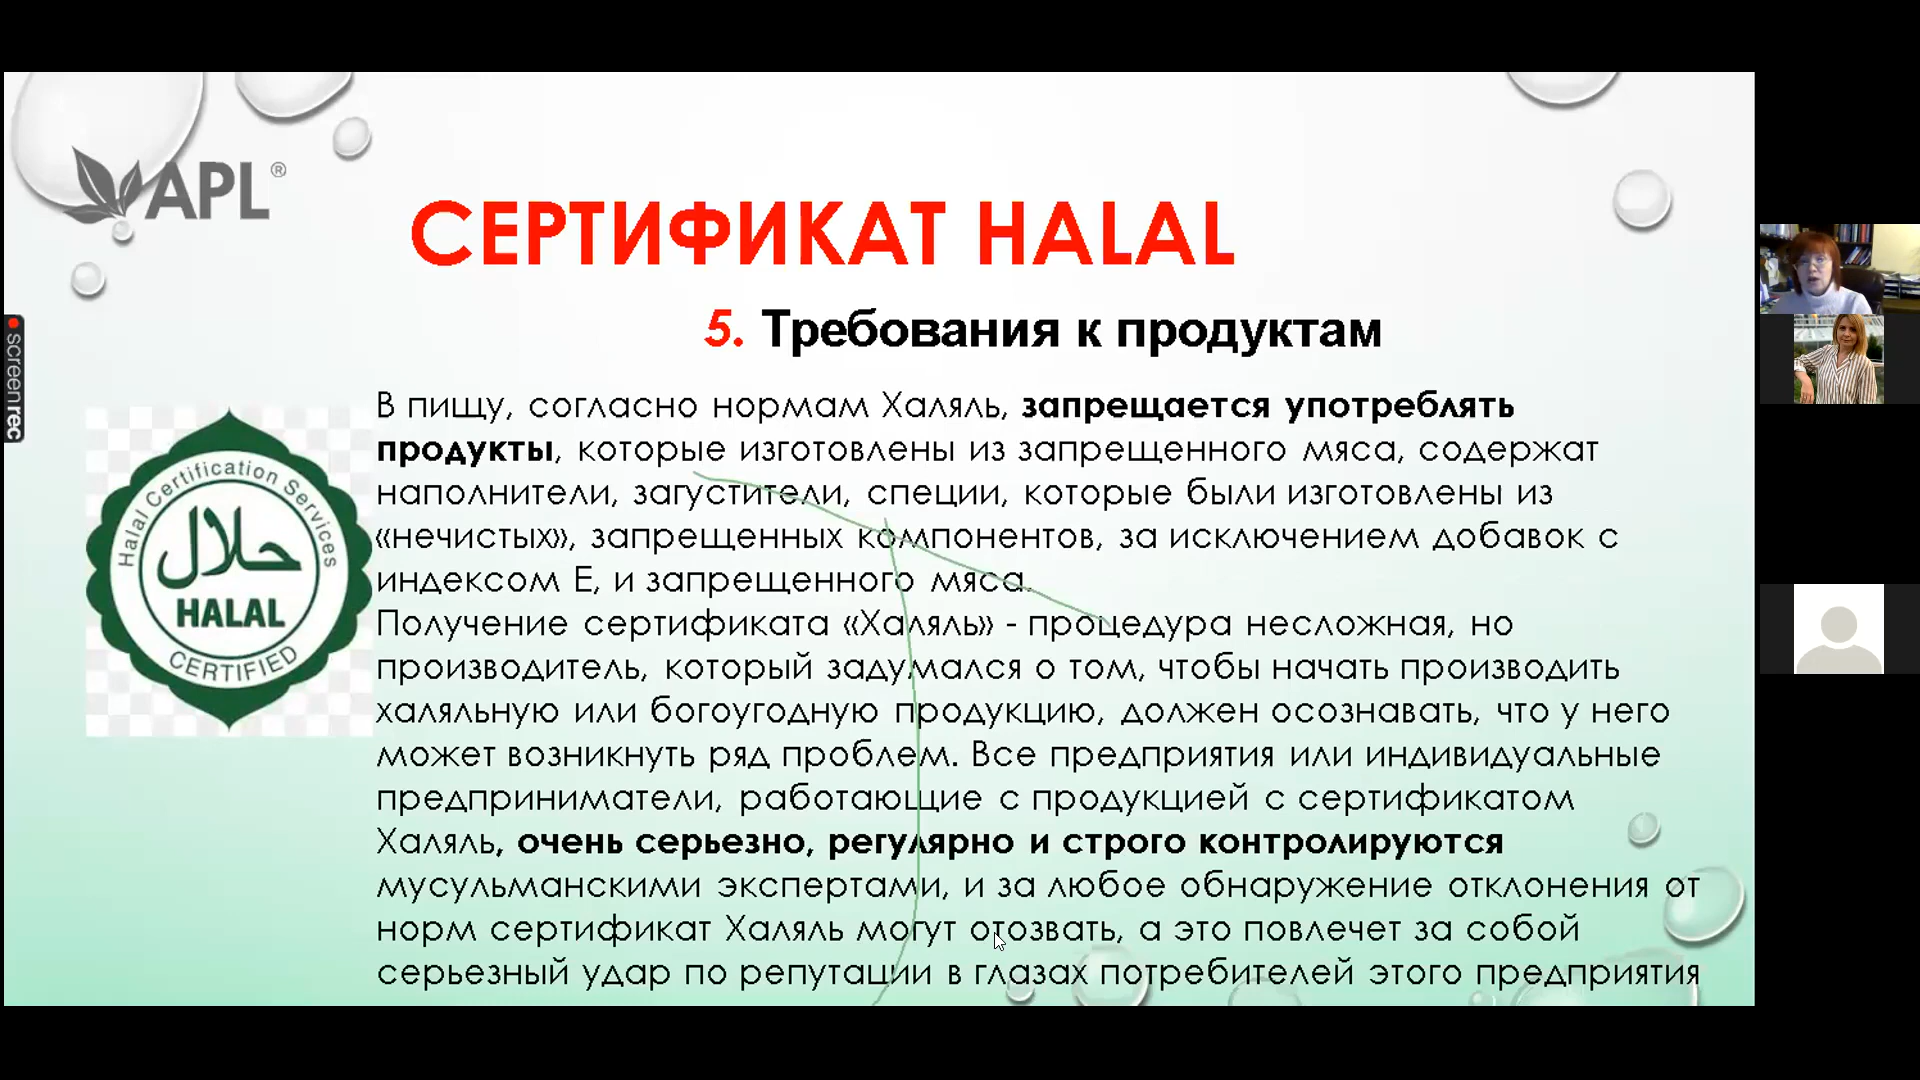 APL®
СЕРТИФИКАТ HALAL
5. Требования к продуктам
В пищу, согласно нормам Халяль, запрещается употреблять
продукты, которые изготовлены из запрещенного мяса, содержат
наполнители, загустители, специи, которые были изготовлены из
«нечистых», запрещенных компонентов, за исключением добавок с
индексом Е, и запрещенного мяса.
Получение сертификата «Халяль» - процедура несложная, но
производитель, который задумался о том, чтобы начать производить
халяльную или богоугодную продукцию, должен осознавать, что у него
может возникнуть ряд проблем. Все предприятия или индивидуальные
предприниматели, работающие с продукцией с сертификатом
Халяль, очень серьезно, регулярно и строго контролируются
мусульманскими экспертами, и за любое обнаружение отклонения от
норм сертификат Халяль могут отозвать, а это повлечет за собой
серьезный удар по репутации в глазах потребителей этого предприятия
Halal Certification Services
حلال
HALAL
CERTIFIED
screenrec